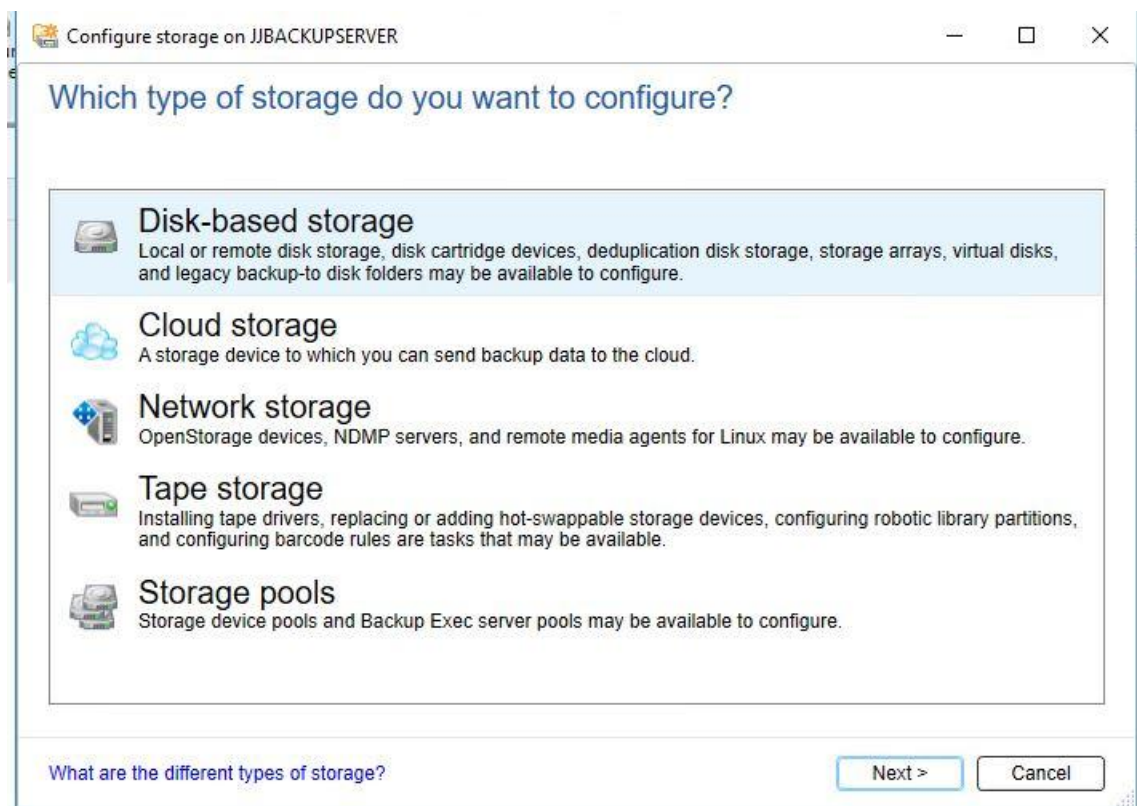 Configure storage on JJBACKUPSERVER
Which type of storage do you want to configure?
Disk-based storage
Local or remote disk storage, disk cartridge devices, deduplication disk storage, storage arrays, virtual disks,
and legacy backup-to disk folders may be available to configure.
Cloud storage
A storage device to which you can send backup data to the cloud.
Network storage
OpenStorage devices, NDMP servers, and remote media agents for Linux may be available to configure.
Tape storage
Installing tape drivers, replacing or adding hot-swappable storage devices, configuring robotic library partitions,
and configuring barcode rules are tasks that may be available.
Storage pools
Storage device pools and Backup Exec server pools may be available to configure.
What are the different types of storage?
Next >
Cancel